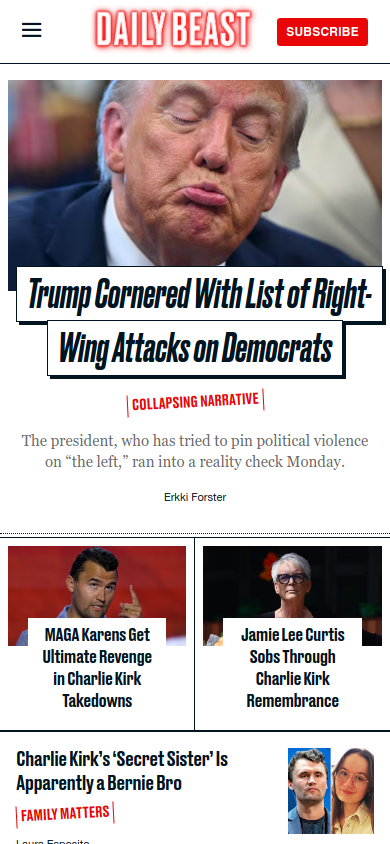 DAILY BEAST
SUBSCRIBE
Trump Cornered With List of Right-
Wing Attacks on Democrats
COLLAPSING NARRATIVE
The president, who has tried to pin political violence
on “the left,” ran into a reality check Monday.
Erkki Forster
MAGA Karens Get
Ultimate Revenge
in Charlie Kirk
Takedowns
Jamie Lee Curtis
Sobs Through
Charlie Kirk
Remembrance
Charlie Kirk’s ‘Secret Sister’ Is
Apparently a Bernie Bro
FAMILY MATTERS
Laura Esposito